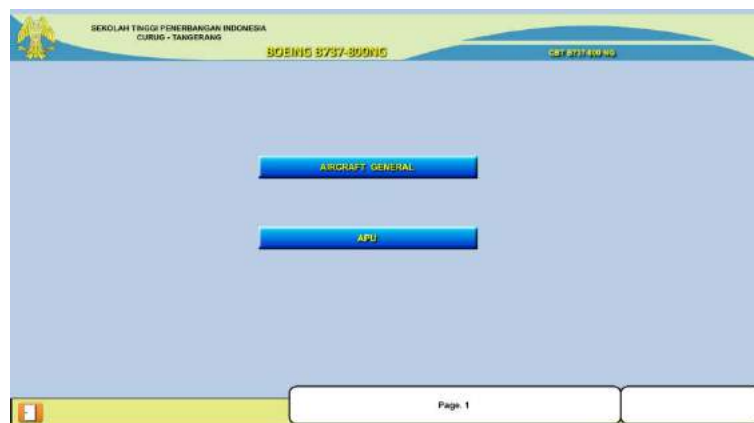 SEKOLAH TINGGI PENERBANGAN INDONESIA
CURUG - TANGERANG
BOEING B737-800NG
CBT B737-800 NG
AIRCRAFT GENERAL
APU
Page. 1